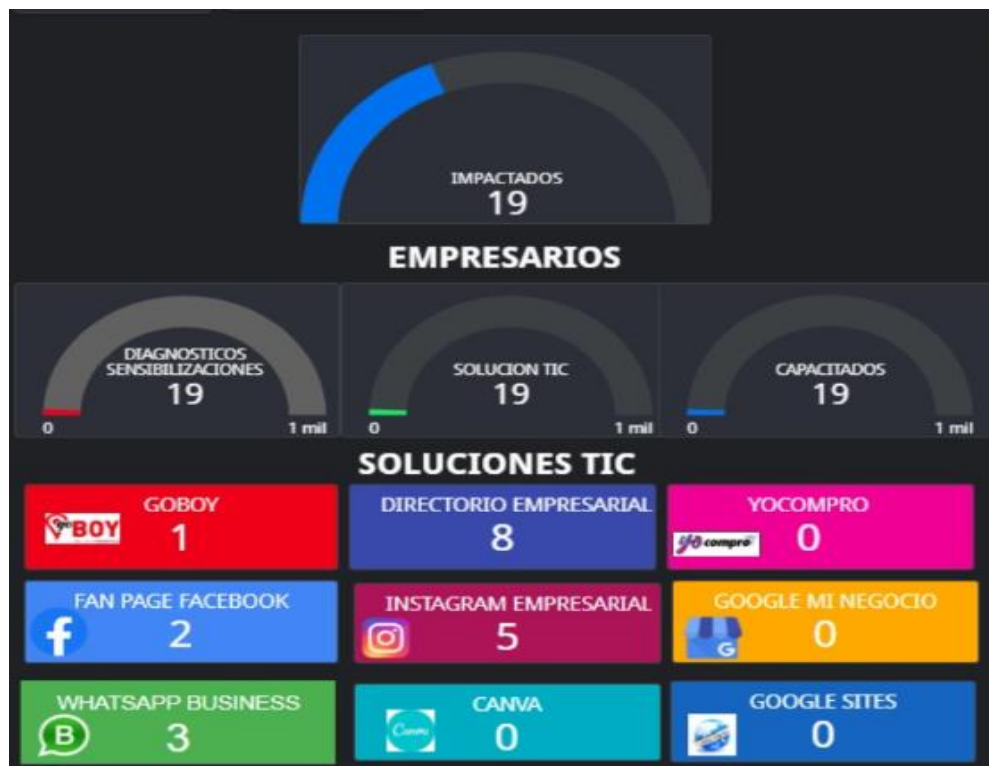 IMPACTADOS
19
EMPRESARIOS
DIAGNOSTICOS
SENSIBILIZACIONES
19
0
1 mil
SOLUCION TIC
19
0
1 mil
CAPACITADOS
19
0
1 mil
SOLUCIONES TIC
GOBOY
BOY
1
DIRECTORIO EMPRESARIAL
8
YOCOMPRO
yo compro
0
FAN PAGE FACEBOOK
f
2
INSTAGRAM EMPRESARIAL
5
GOOGLE MI NEGOCIO
G
0
WHATSAPP BUSINESS
B
3
CANVA
Canva
0
GOOGLE SITES
0